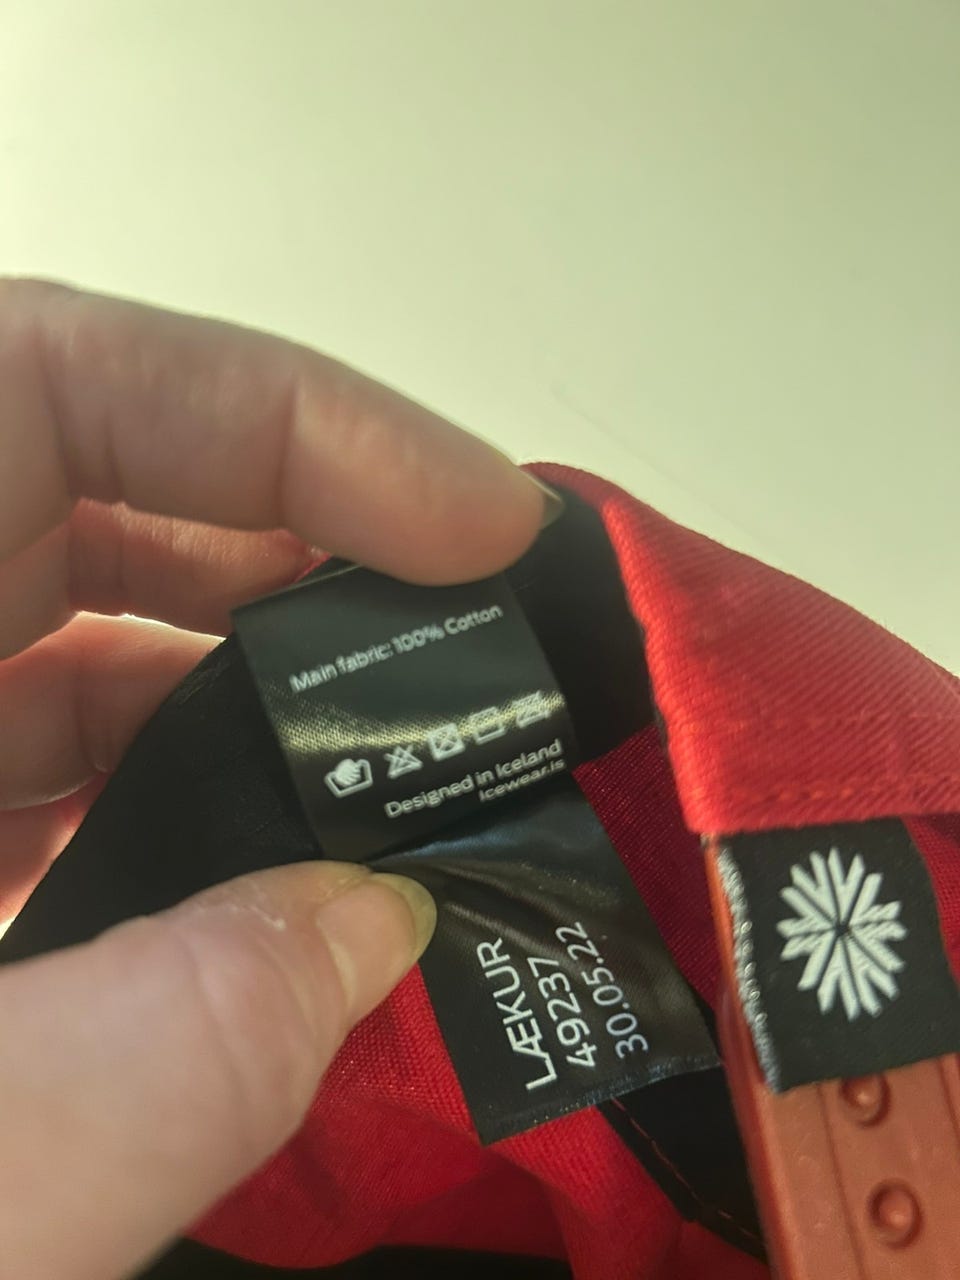 Main fabric: 100% Cotton
Designed in Iceland
Icewear.is
LÆKUR
49237
30.05.22